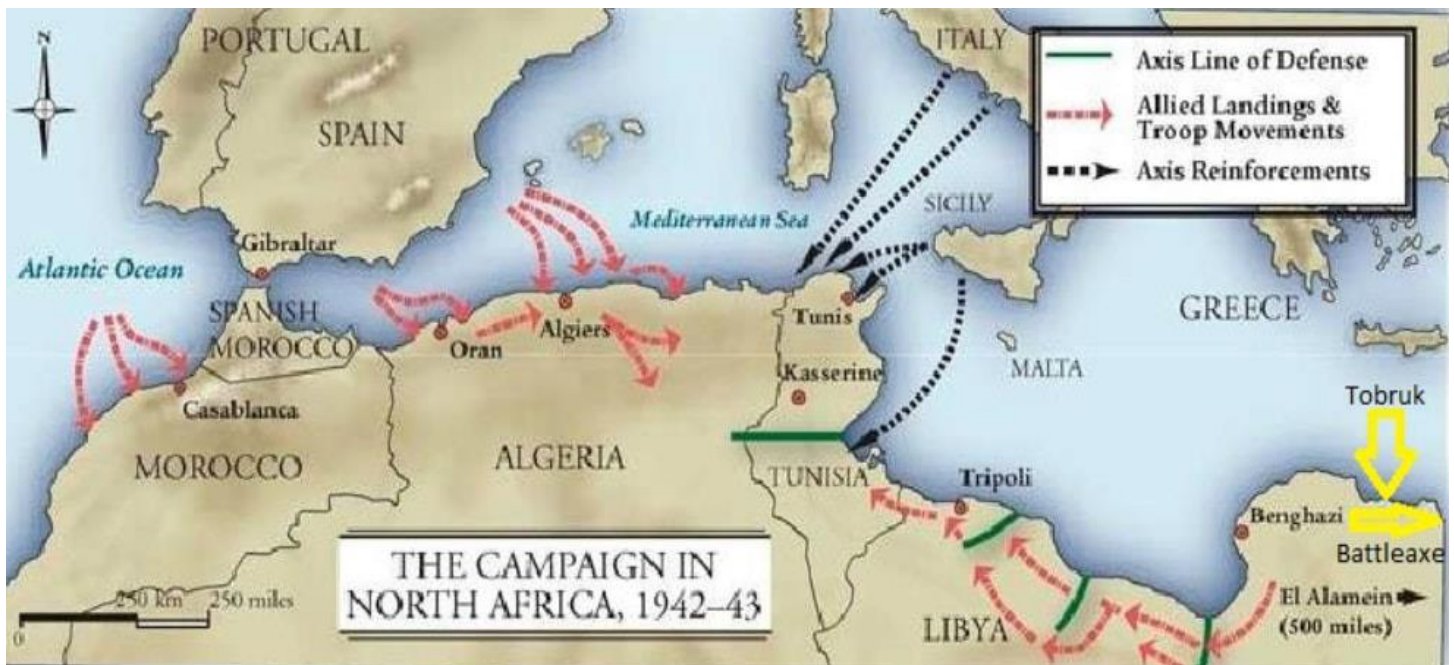 N
PORTUGAL
SPAIN
ITALY
Axis Line of Defense
Allied Landings &
Troop Movements
Axis Reinforcements
SICILY
Mediterranean Sea
Gibraltar
Atlantic Ocean
SPANISH
MOROCCO
GREECE
Tunis
Algiers
Oran
MALTA
Kasserine
Casablanca
Tobruk
MOROCCO
ALGERIA
TUNISIA
Tripoli
Benghazi
Battleaxe
THE CAMPAIGN IN
NORTH AFRICA, 1942–43
250 km
250 miles
0
LIBYA
El Alamein
(500 miles)